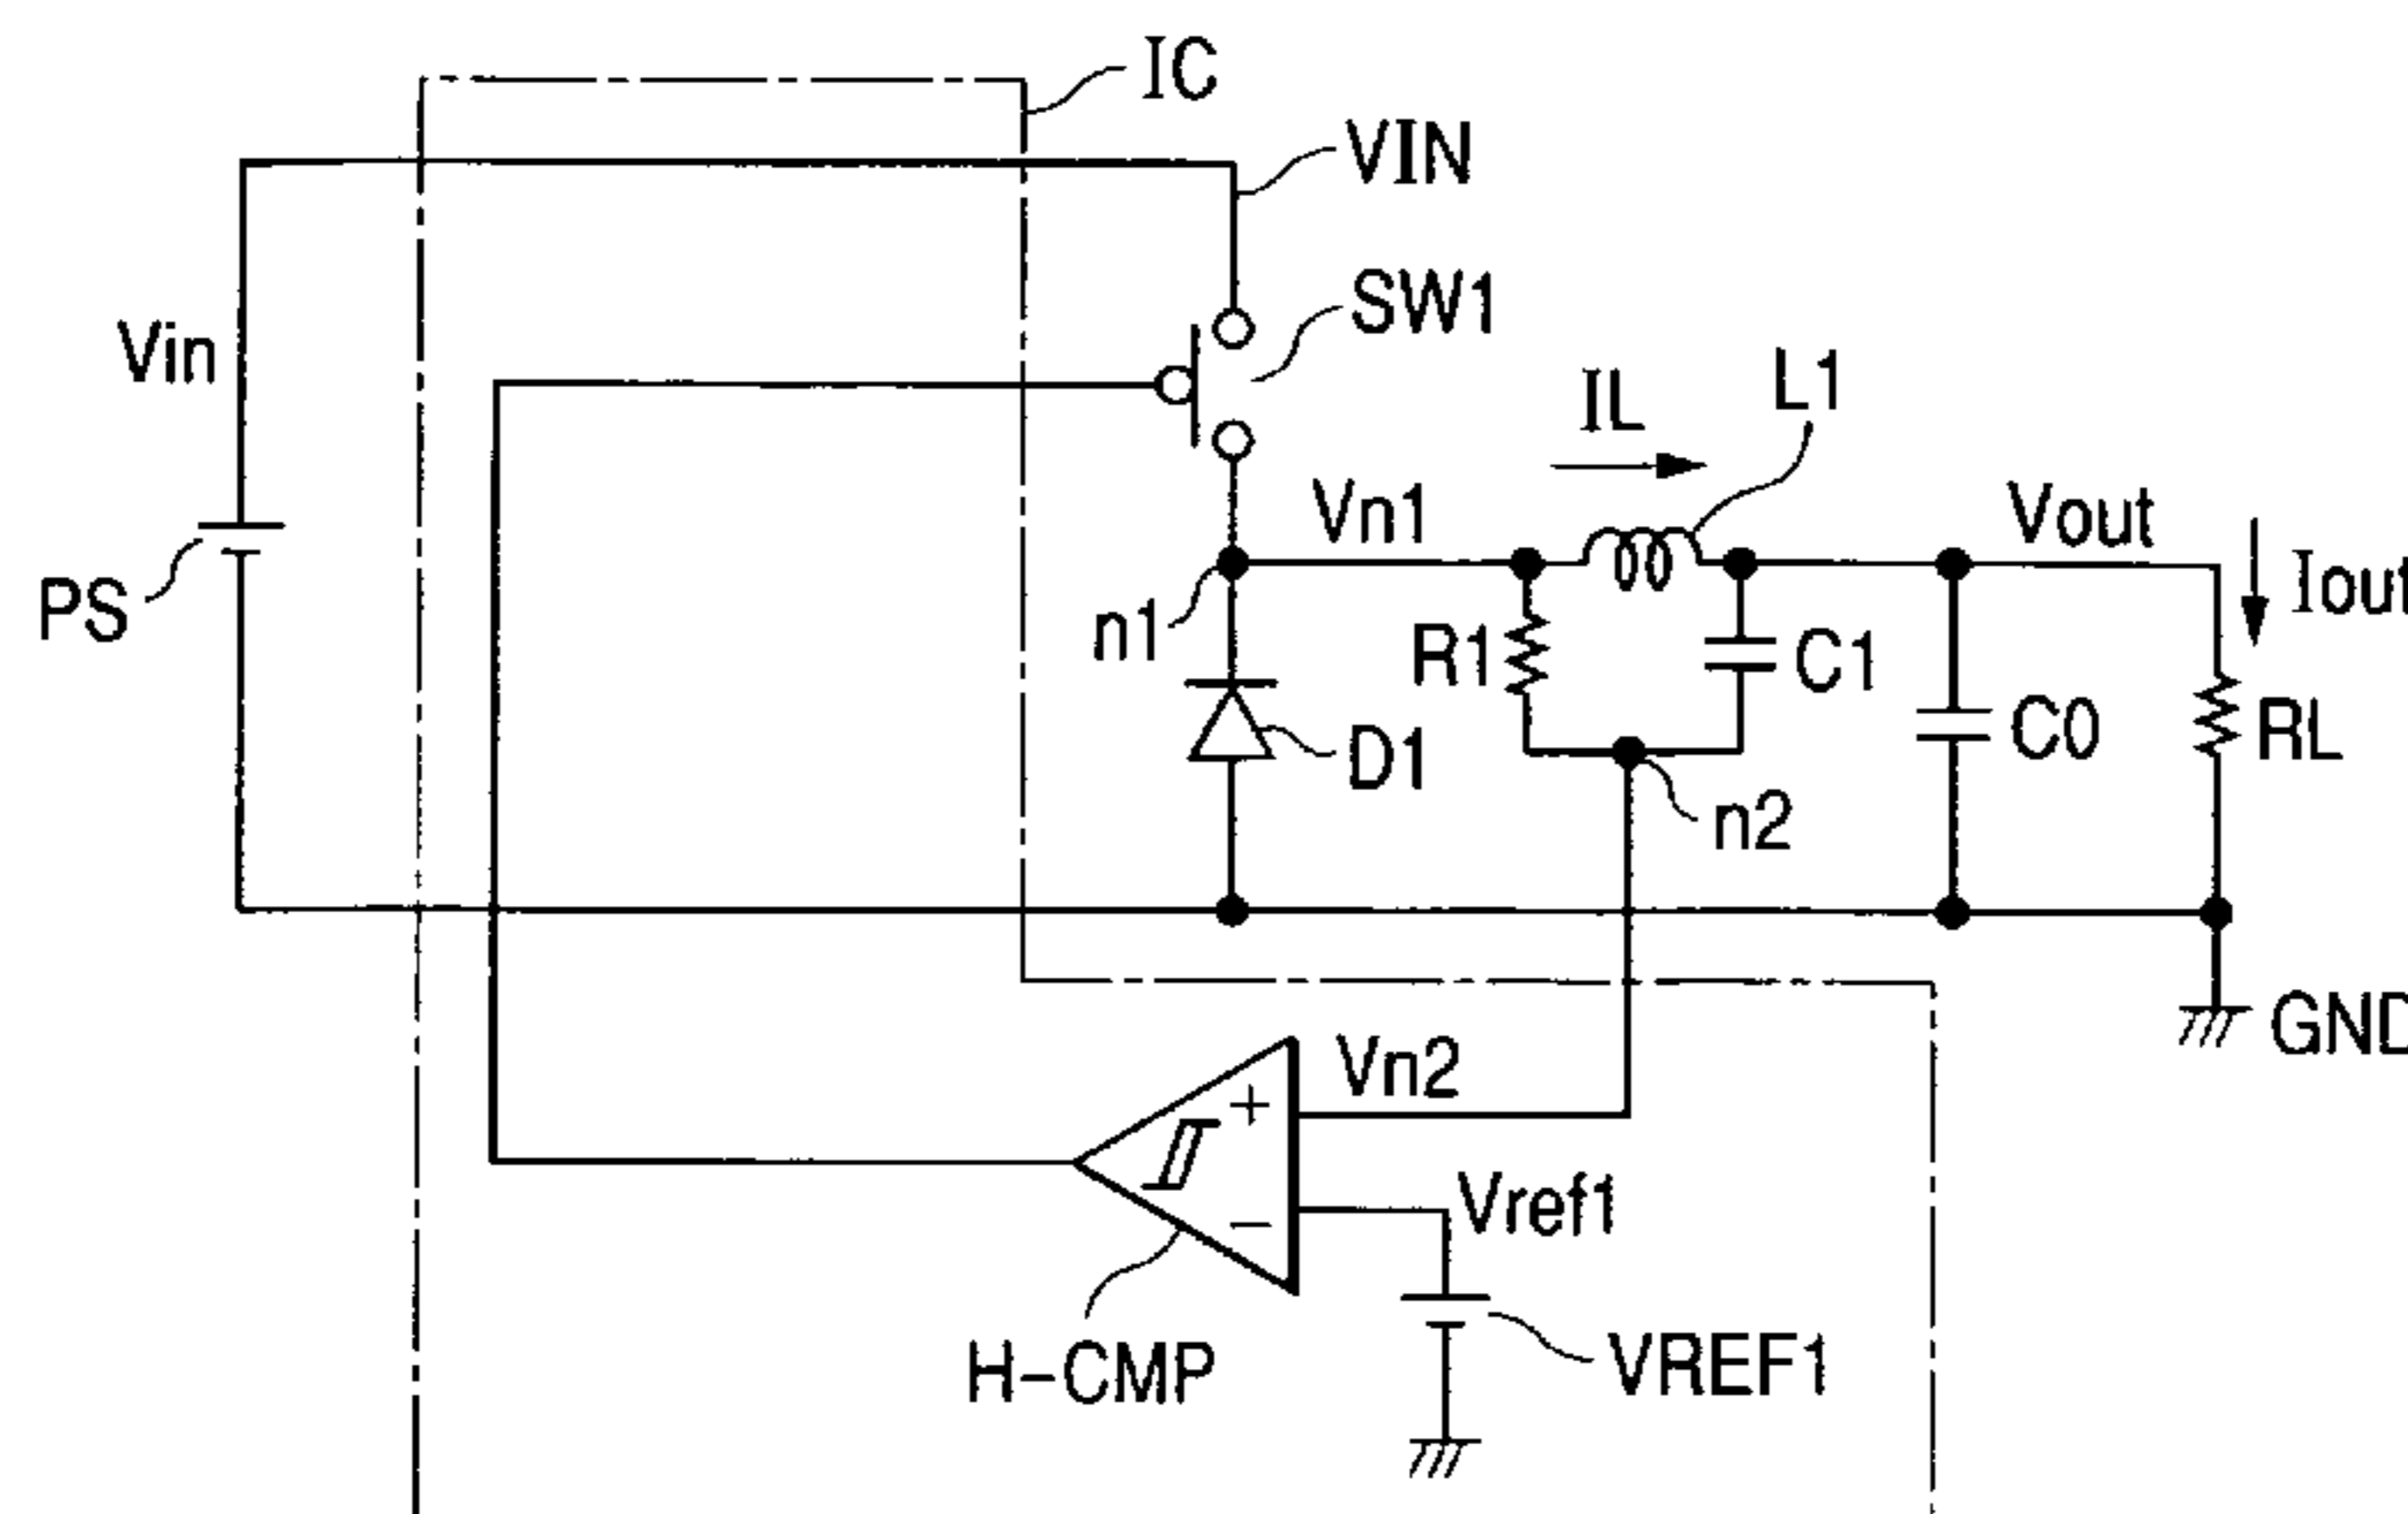 IC
VIN
SW1
Vin
L1
IL
Vn1
Vout
Iout
PS
n1
R1
C1
C0
RL
D1
n2
GND
Vn2
+
Vref1
−
H-CMP
VREF1